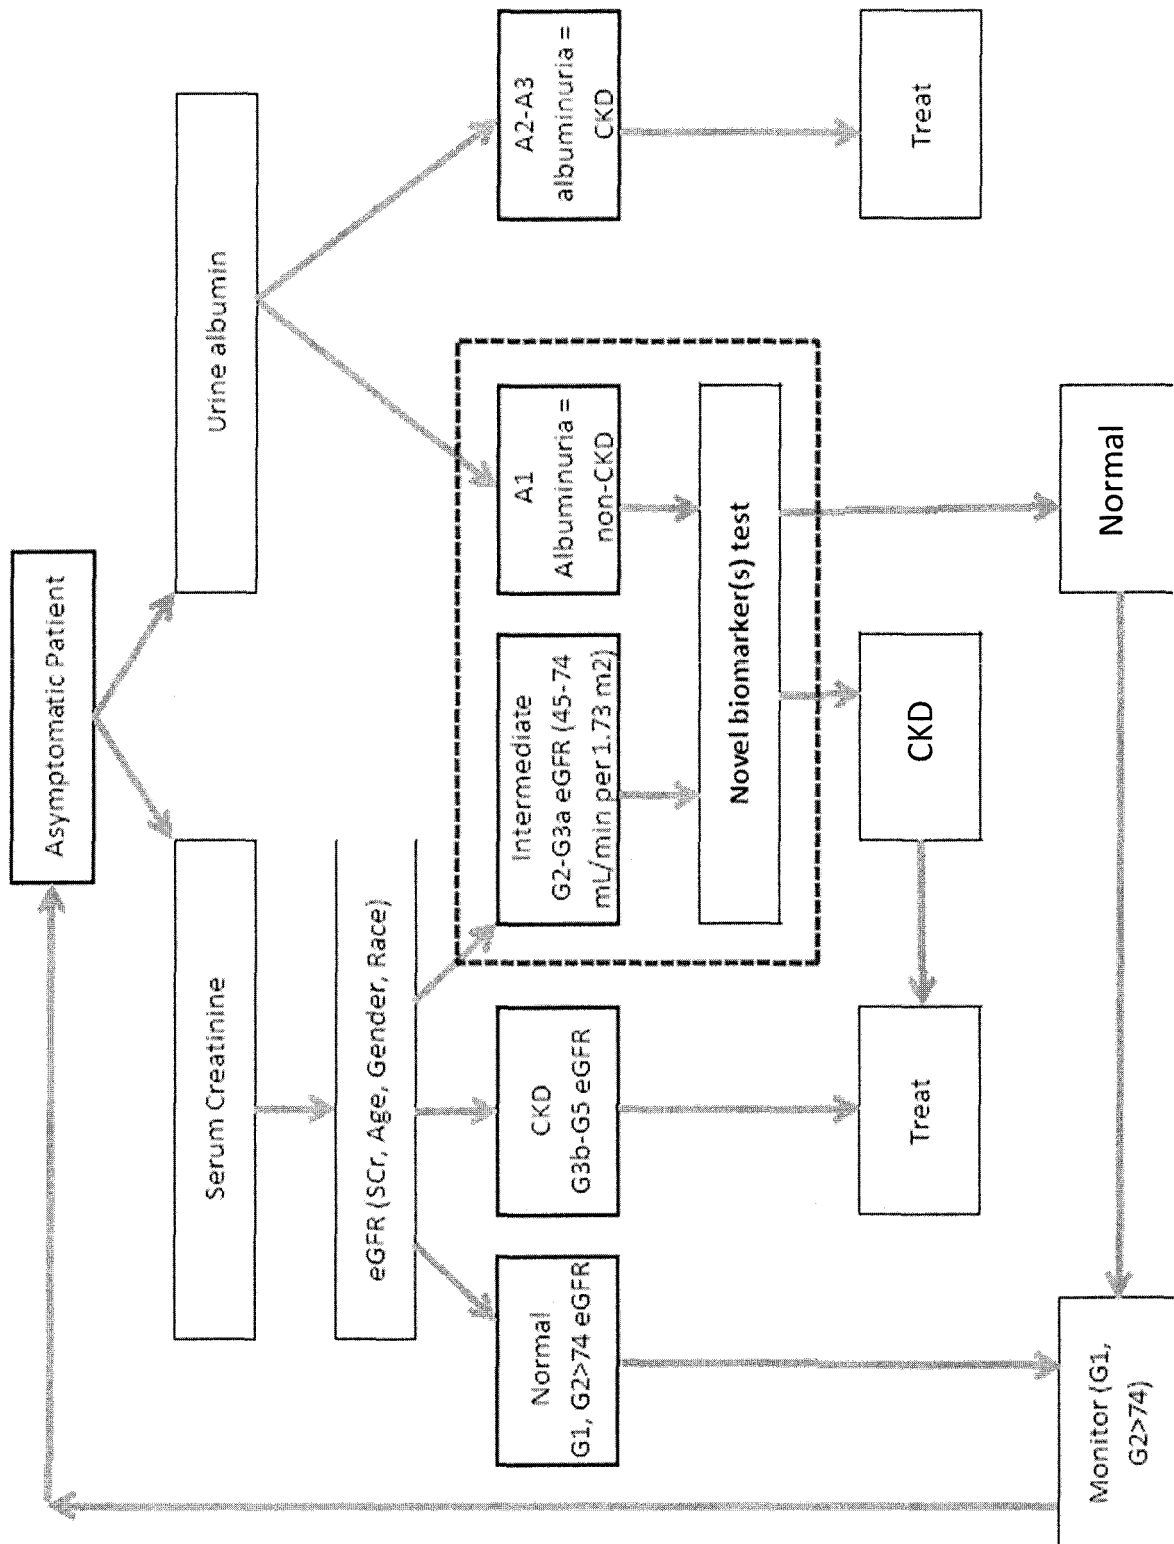 Asymptomatic Patient
Serum Creatinine
Urine albumin
eGFR (SCr, Age, Gender, Race)
Normal
G1, G2>74 eGFR
CKD
G3b-G5 eGFR
Intermediate
G2-G3a eGFR (45-74
mL/min per 1.73 m2)
A1
Albuminuria =
non-CKD
A2-A3
albuminuria =
CKD
Novel biomarker(s) test
Treat
CKD
Treat
Monitor (G1,
G2>74)
Normal